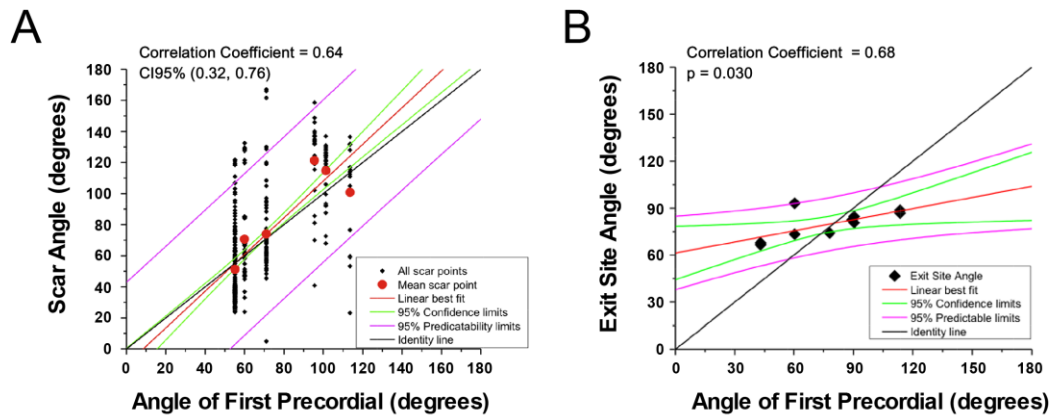 A
Correlation Coefficient = 0.64
CI95% (0.32, 0.76)
Scar Angle (degrees)
180
160
140
120
100
80
60
40
20
0
All scar points
Mean scar point
Linear best fit
95% Confidence limits
95% Predicatability limits
Identity line
0 20 40 60 80 100 120 140 160 180
Angle of First Precordial (degrees)
B
Correlation Coefficient = 0.68
p = 0.030
Exit Site Angle (degrees)
180
150
120
90
60
30
0
Exit Site Angle
Linear best fit
95% Confidence limits
95% Predictable limits
Identity line
0 30 60 90 120 150 180
Angle of First Precordial (degrees)